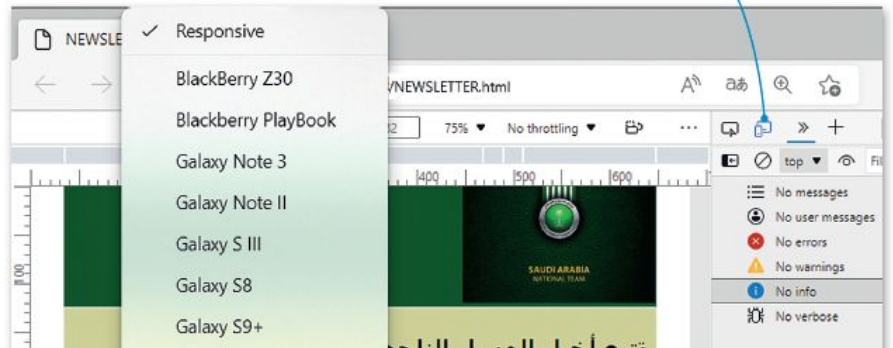 NEWSLE
✓ Responsive
BlackBerry Z30
Blackberry PlayBook
Galaxy Note 3
Galaxy Note II
Galaxy S III
Galaxy S8
Galaxy S9+
/NEWSLETTER.html
75% ▼ No throttling ▼
top ▼ Fil
400 500 600
100
SAUDI ARABIA
NATIONAL TEAM
No messages
No user messages
No errors
No warnings
No info
No verbose